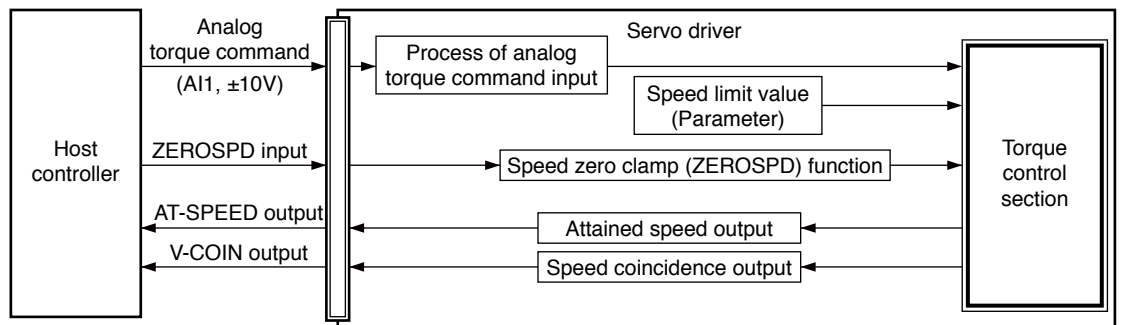 Analog
torque command
(AI1, ±10V)
Servo driver
Process of analog
torque command input
Speed limit value
(Parameter)
Host
controller
ZEROSPD input
Speed zero clamp (ZEROSPD) function
Torque
control
section
AT-SPEED output
Attained speed output
V-COIN output
Speed coincidence output